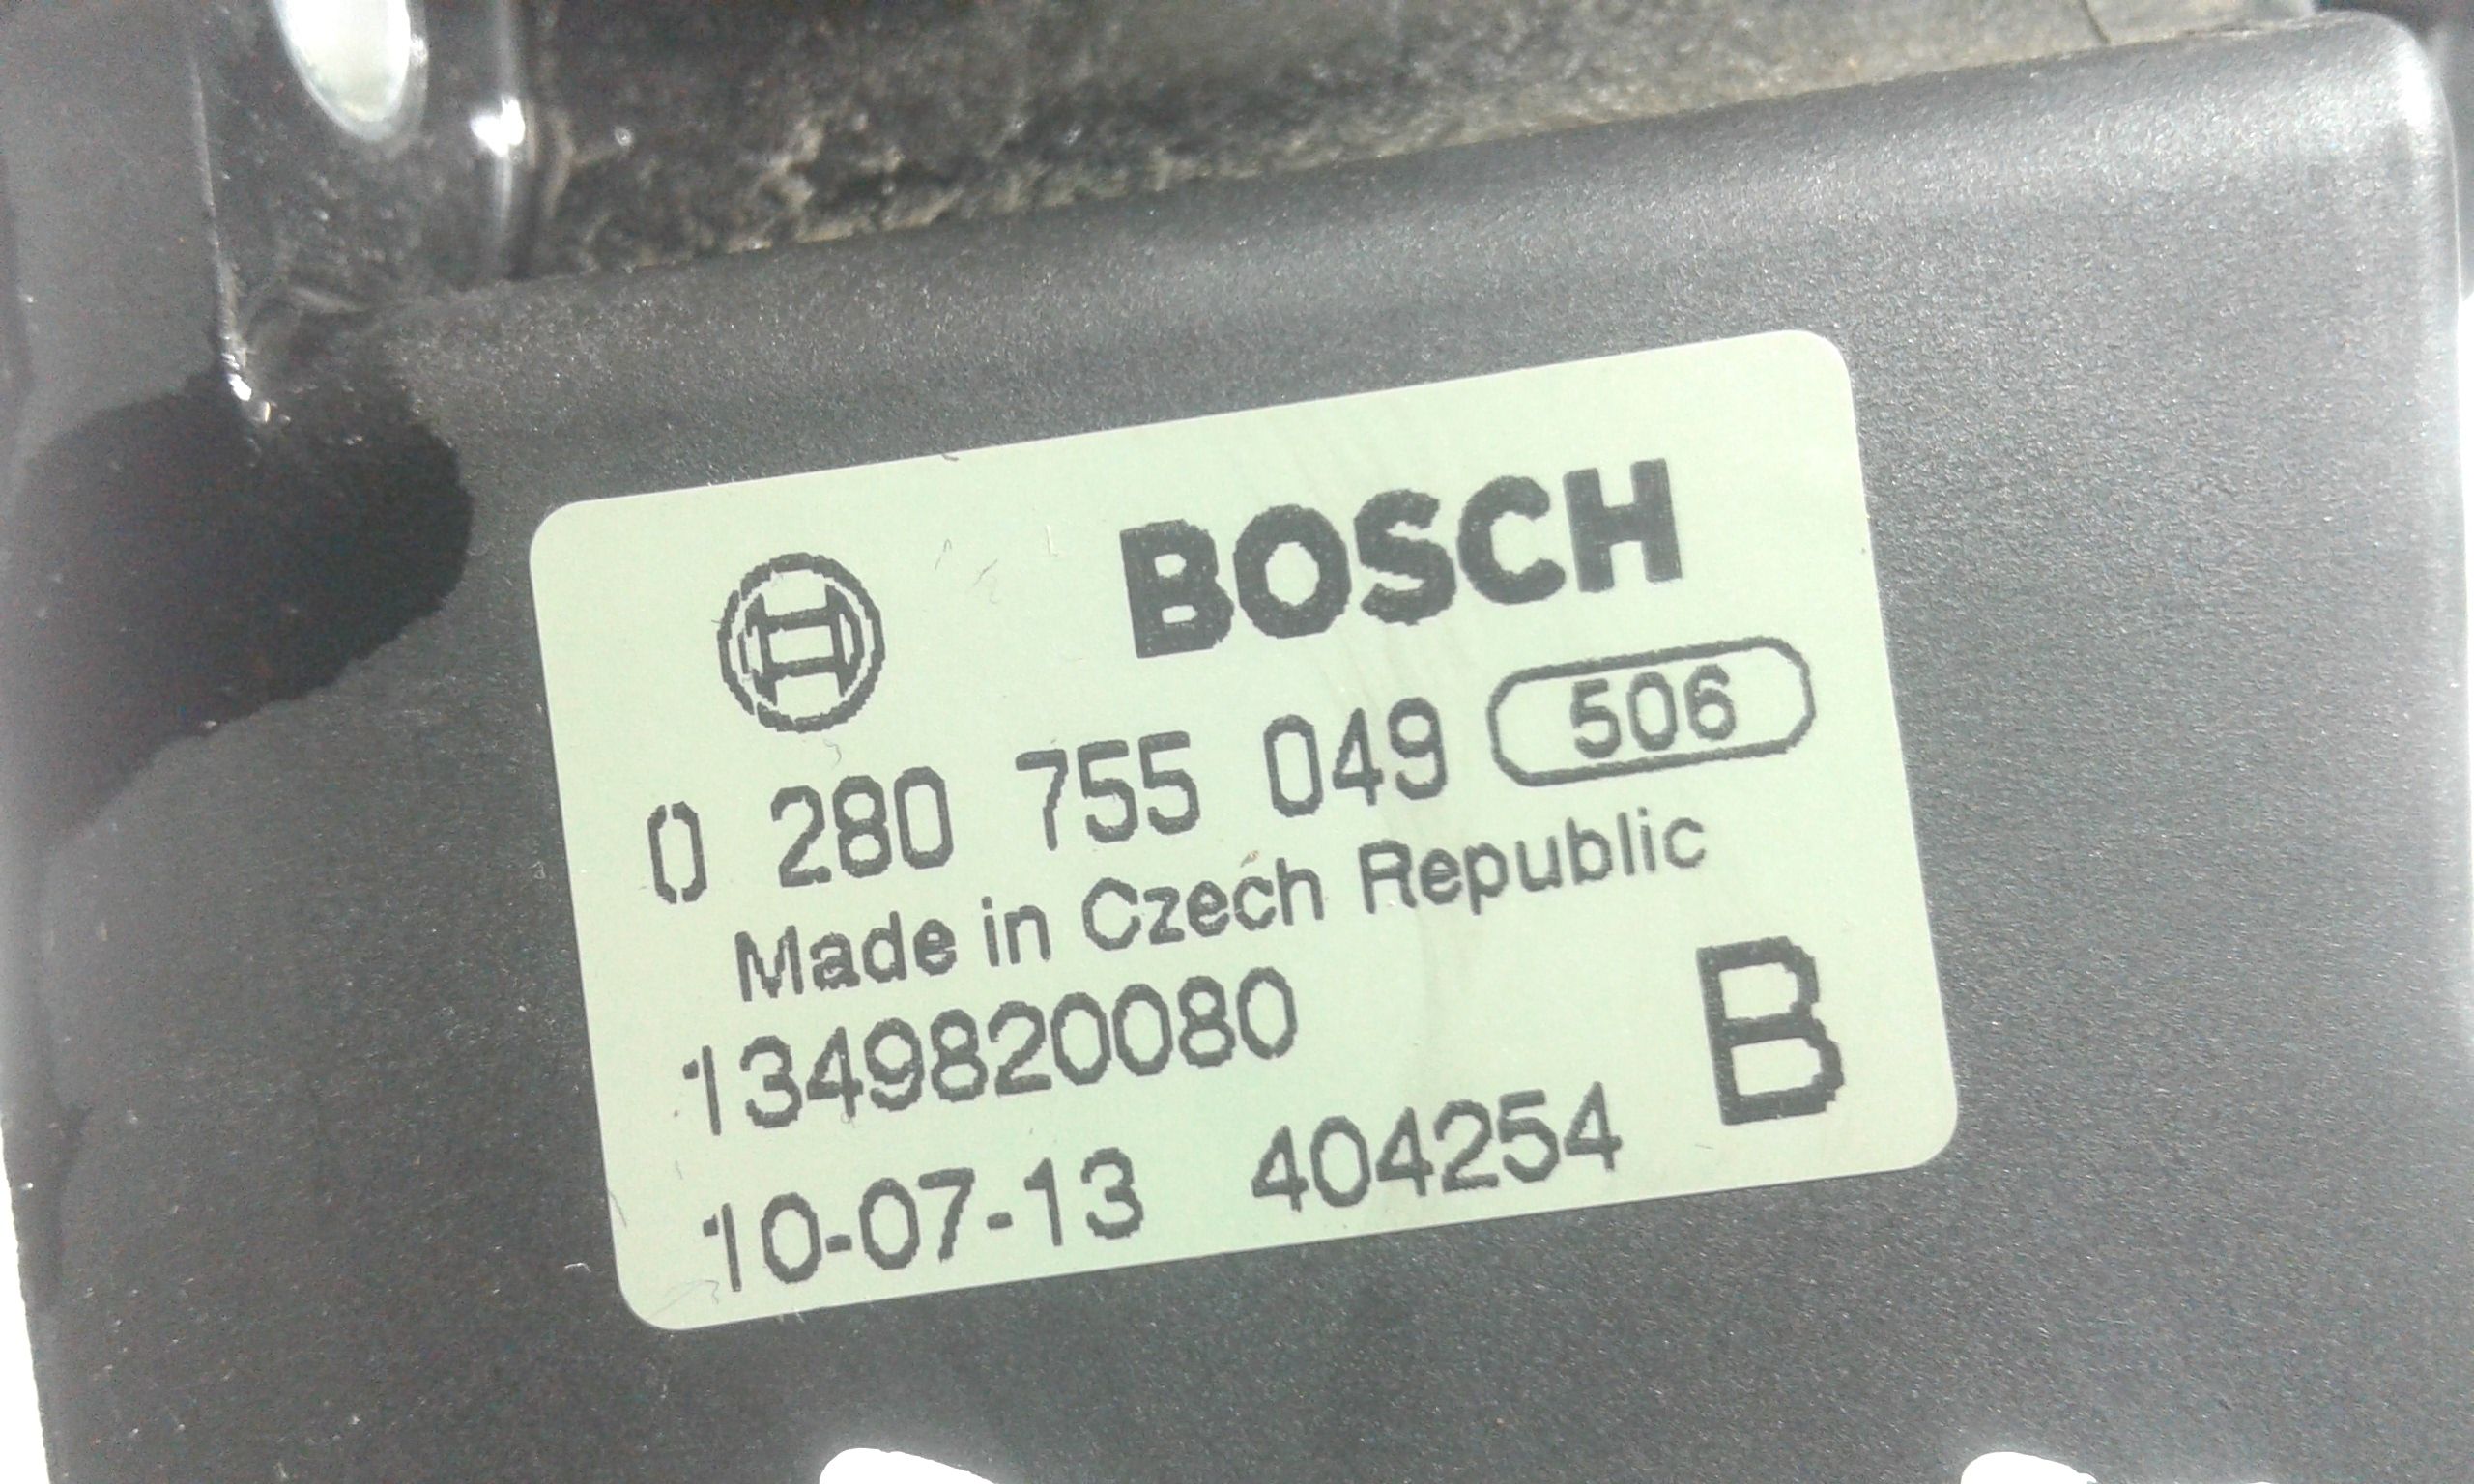 BOSCH
0 280 755 049 506
Made in Czech Republic
1349820080
B
10-07-13 404254